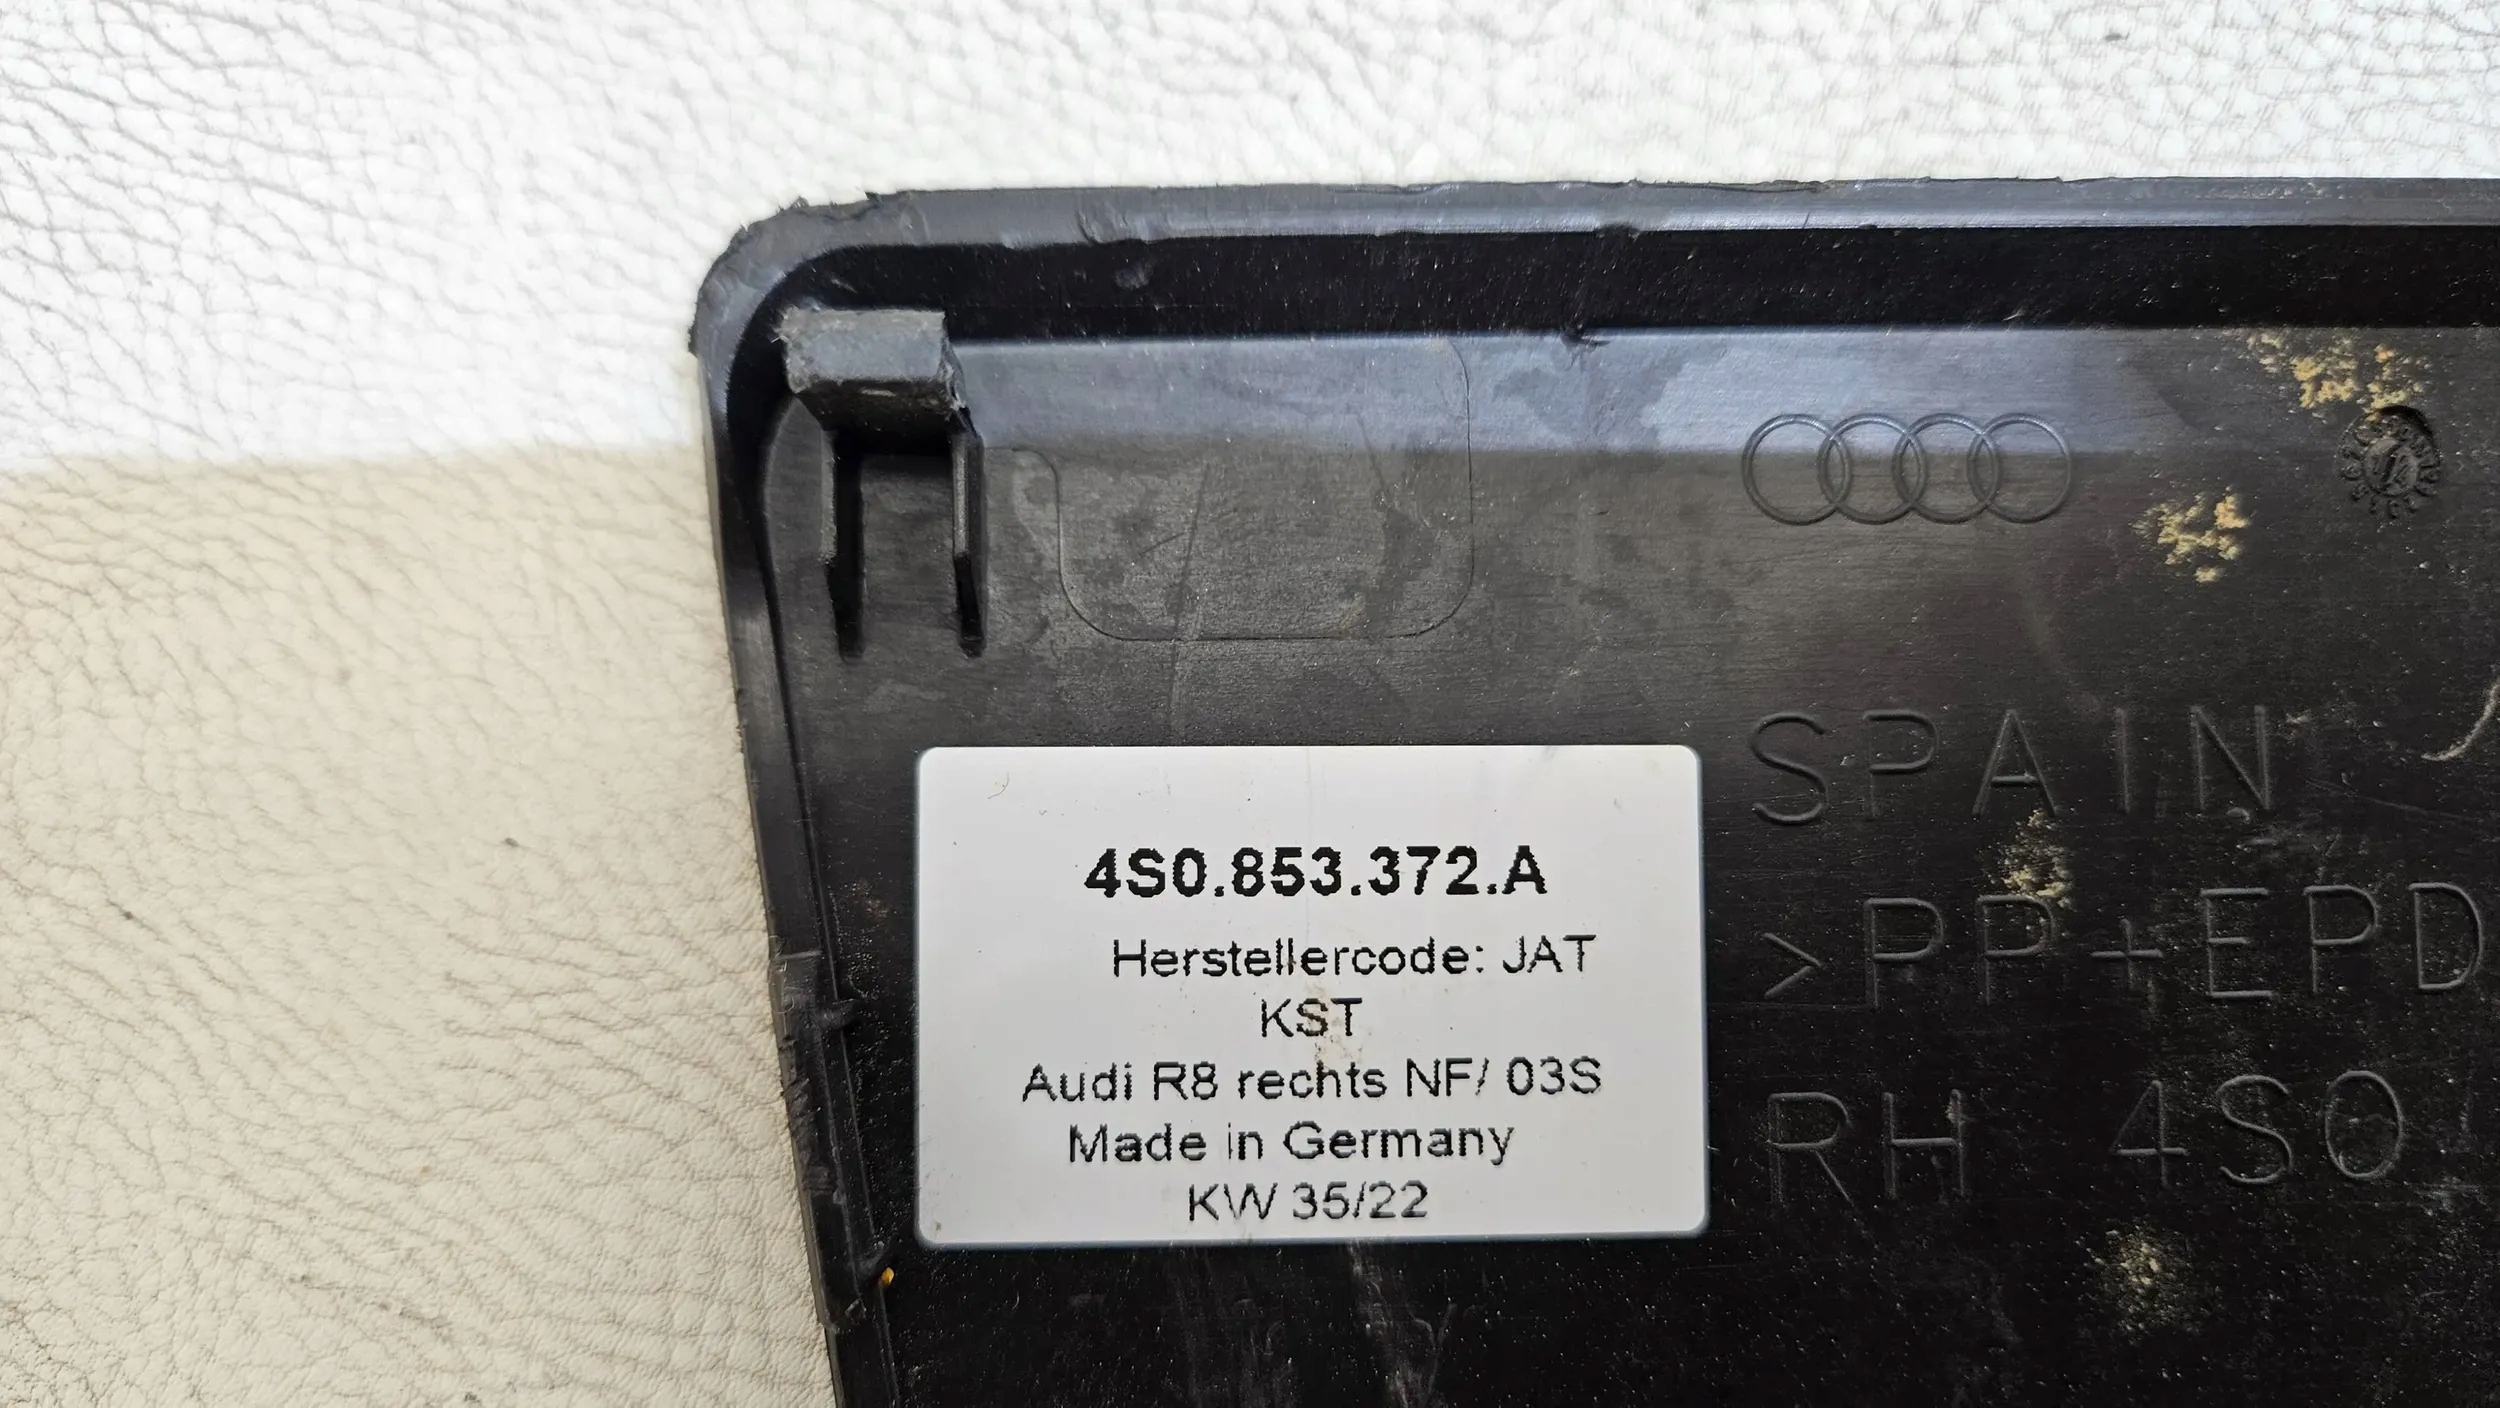 4S0.853.372.A
Herstellercode: JAT
KST
Audi R8 rechts NF/ 03S
Made in Germany
KW 35/22
SPAIN
>PP+EPD
RH 4S0